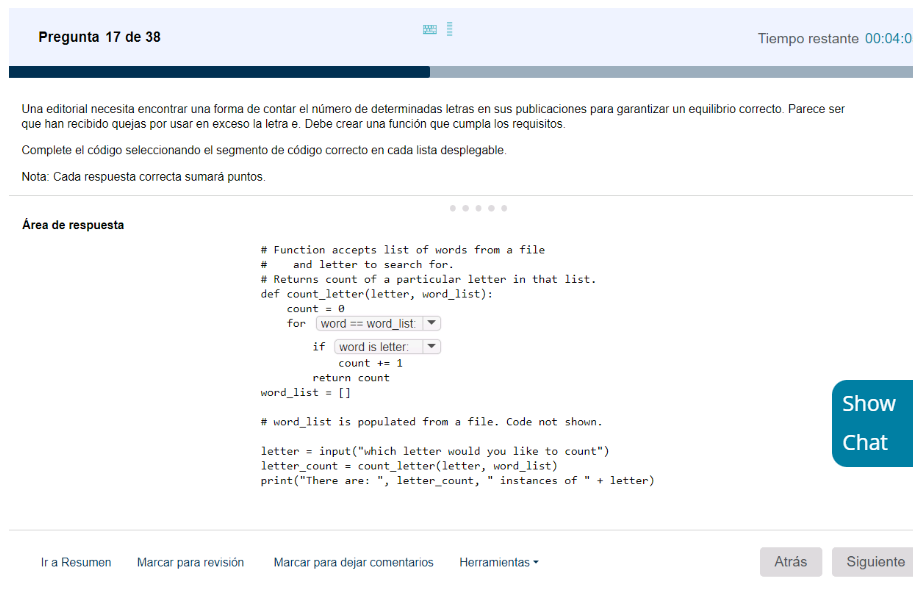 Pregunta 17 de 38
Tiempo restante 00:04:0
Una editorial necesita encontrar una forma de contar el número de determinadas letras en sus publicaciones para garantizar un equilibrio correcto. Parece ser
que han recibido quejas por usar en exceso la letra e. Debe crear una función que cumpla los requisitos.
Complete el código seleccionando el segmento de código correcto en cada lista desplegable.
Nota: Cada respuesta correcta sumará puntos.
Área de respuesta
# Function accepts list of words from a file
#    and letter to search for.
# Returns count of a particular letter in that list.
def count_letter(letter, word_list):
    count = 0
    for word == word_list:
        if word is letter:
            count += 1
        return count
word_list = []
# word_list is populated from a file. Code not shown.
letter = input("which letter would you like to count")
letter_count = count_letter(letter, word_list)
print("There are: ", letter_count, " instances of " + letter)
Show
Chat
Ir a Resumen Marcar para revisión Marcar para dejar comentarios Herramientas Atrás Siguiente